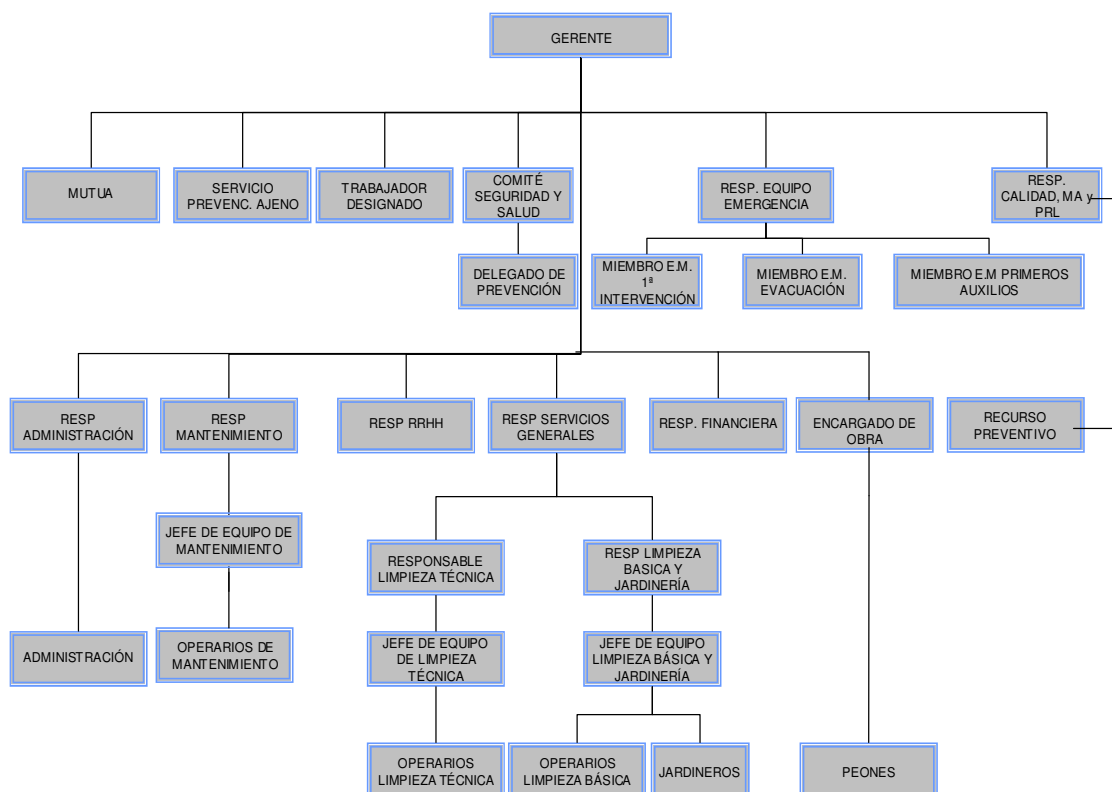 GERENTE
MUTUA
SERVICIO
PREVENC. AJENO
TRABAJADOR
DESIGNADO
COMITÉ
SEGURIDAD Y
SALUD
RESP. EQUIPO
EMERGENCIA
RESP.
CALIDAD, MA y
PRL
DELEGADO DE
PREVENCIÓN
MIEMBRO E.M.
1ª
INTERVENCIÓN
MIEMBRO E.M.
EVACUACIÓN
MIEMBRO E.M PRIMEROS
AUXILIOS
RESP
ADMINISTRACIÓN
RESP
MANTENIMIENTO
RESP RRHH
RESP SERVICIOS
GENERALES
RESP. FINANCIERA
ENCARGADO DE
OBRA
RECURSO
PREVENTIVO
JEFE DE EQUIPO DE
MANTENIMIENTO
RESPONSABLE
LIMPIEZA TÉCNICA
RESP LIMPIEZA
BASICA Y
JARDINERÍA
ADMINISTRACIÓN
OPERARIOS DE
MANTENIMIENTO
JEFE DE EQUIPO
DE LIMPIEZA
TÉCNICA
JEFE DE EQUIPO
LIMPIEZA BÁSICA Y
JARDINERÍA
OPERARIOS
LIMPIEZA TÉCNICA
OPERARIOS
LIMPIEZA BÁSICA
JARDINEROS
PEONES